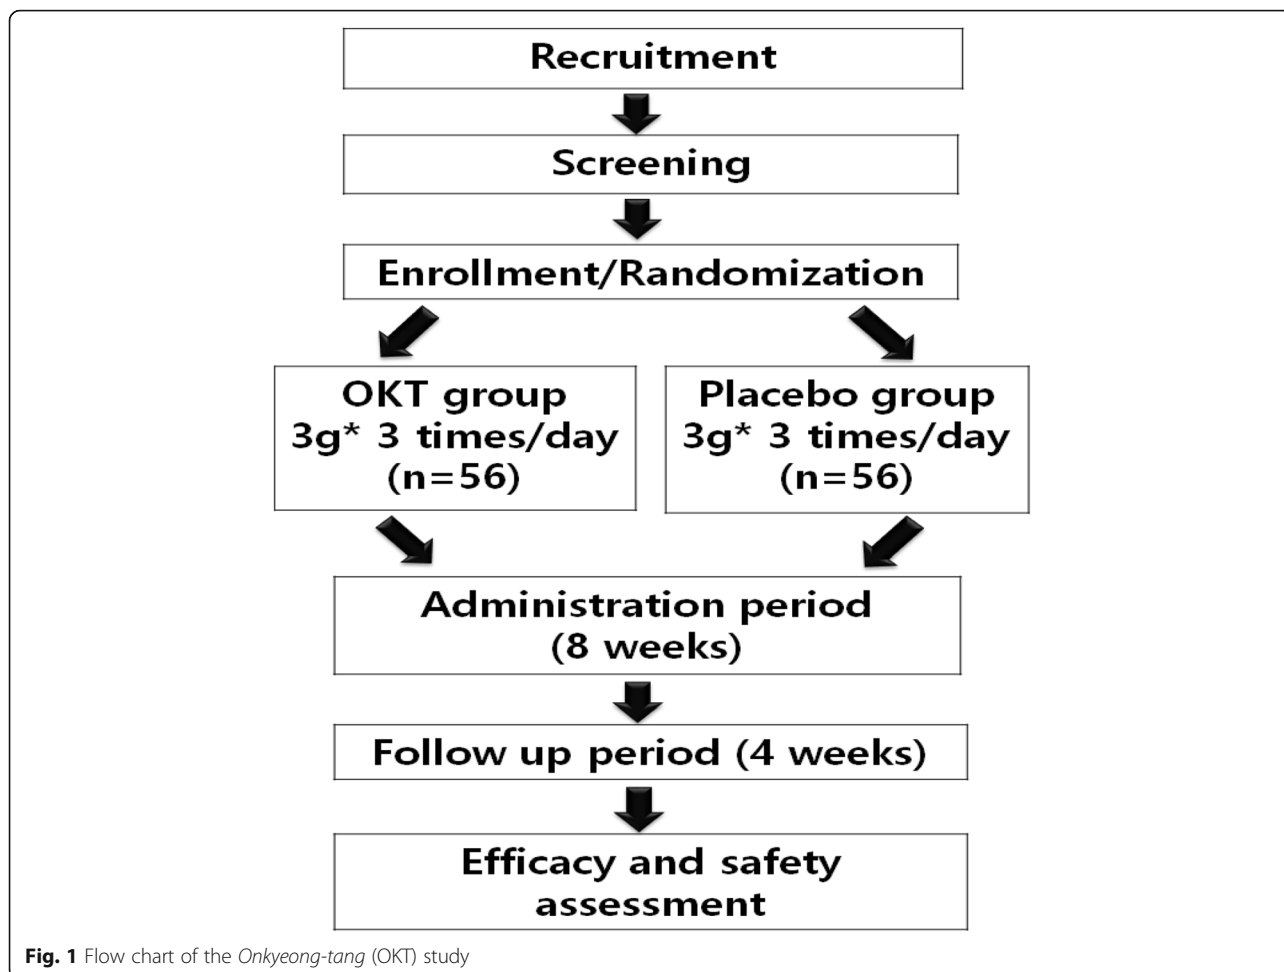 Recruitment
Screening
Enrollment/Randomization
OKT group
3g* 3 times/day
(n=56)
Placebo group
3g* 3 times/day
(n=56)
Administration period
(8 weeks)
Follow up period (4 weeks)
Efficacy and safety
assessment
Fig. 1 Flow chart of the Onkyeong-tang (OKT) study